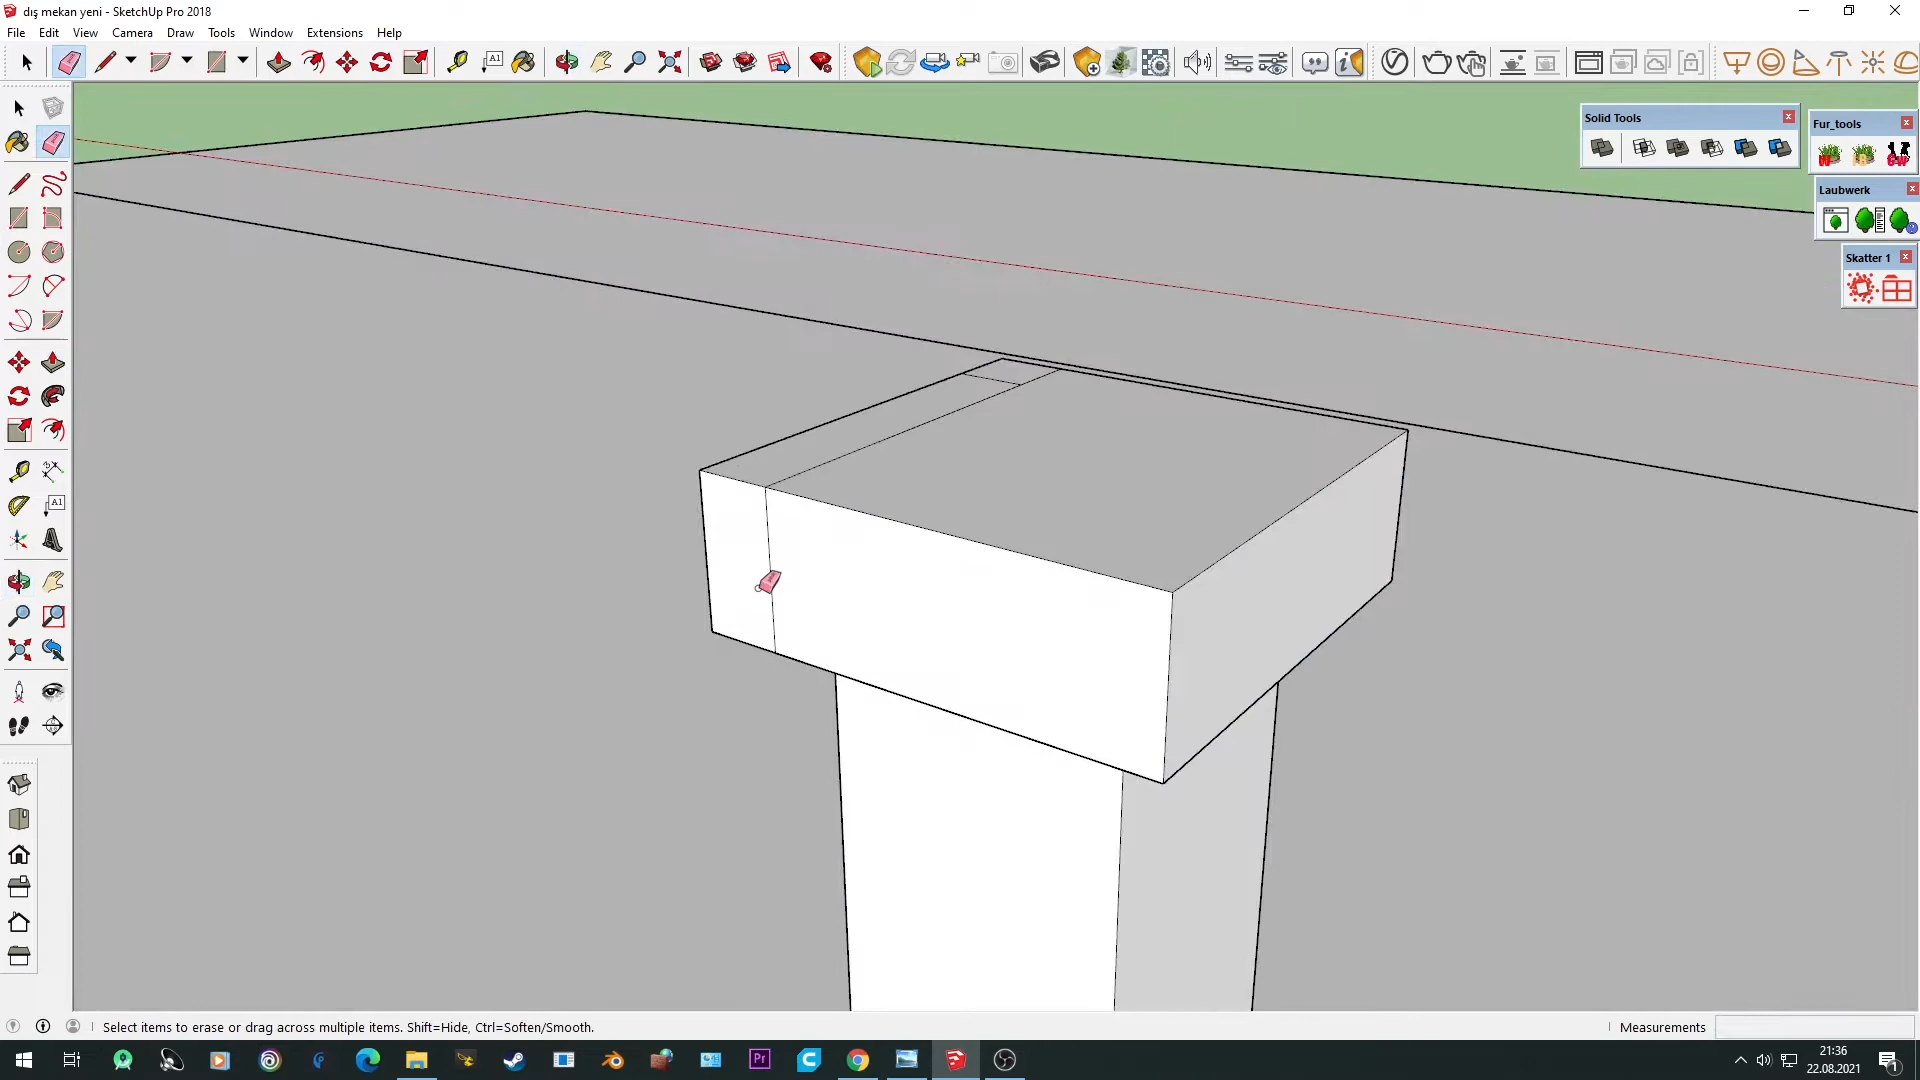 dış mekan yeni - SketchUp Pro 2018
File Edit View Camera Draw Tools Window Extensions Help
Solid Tools
Fur_tools
Laubwerk
Skatter 1
Select items to erase or drag across multiple items. Shift=Hide, Ctrl=Soften/Smooth.
Measurements
21:36
22.08.2021